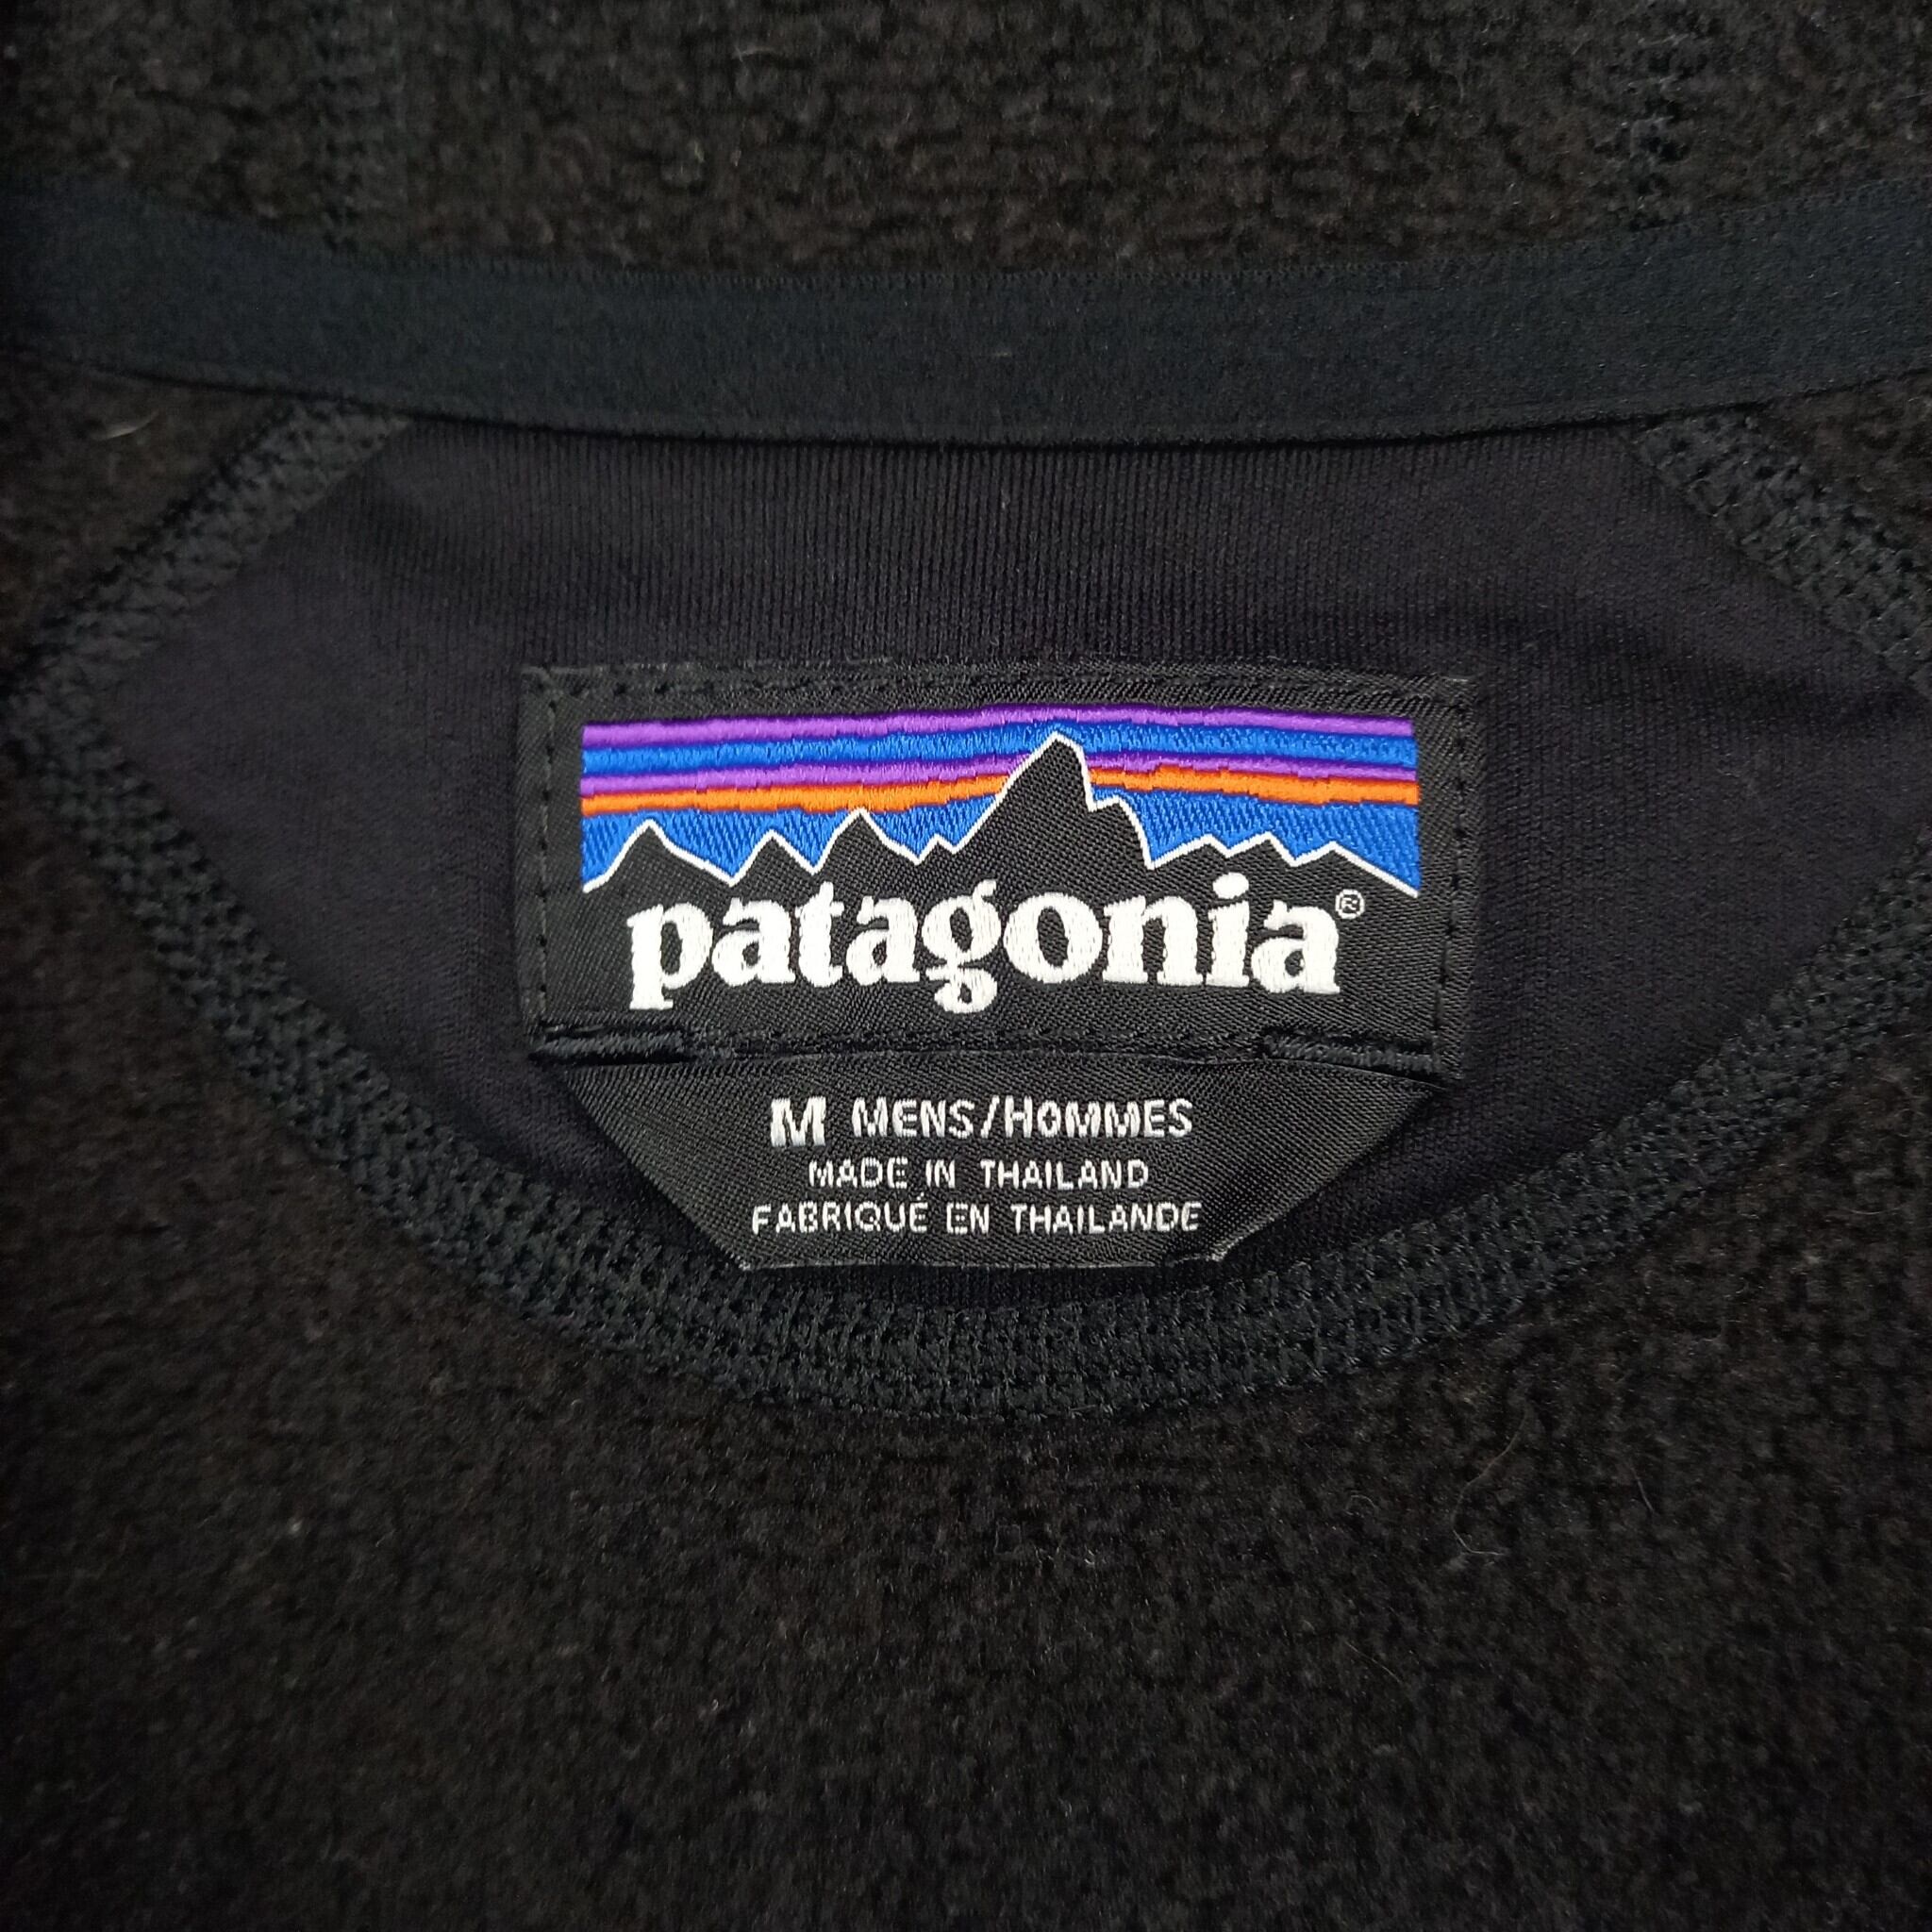 patagonia®
M MENS/HOMMES
MADE IN THAILAND
FABRIQUÉ EN THAILANDE